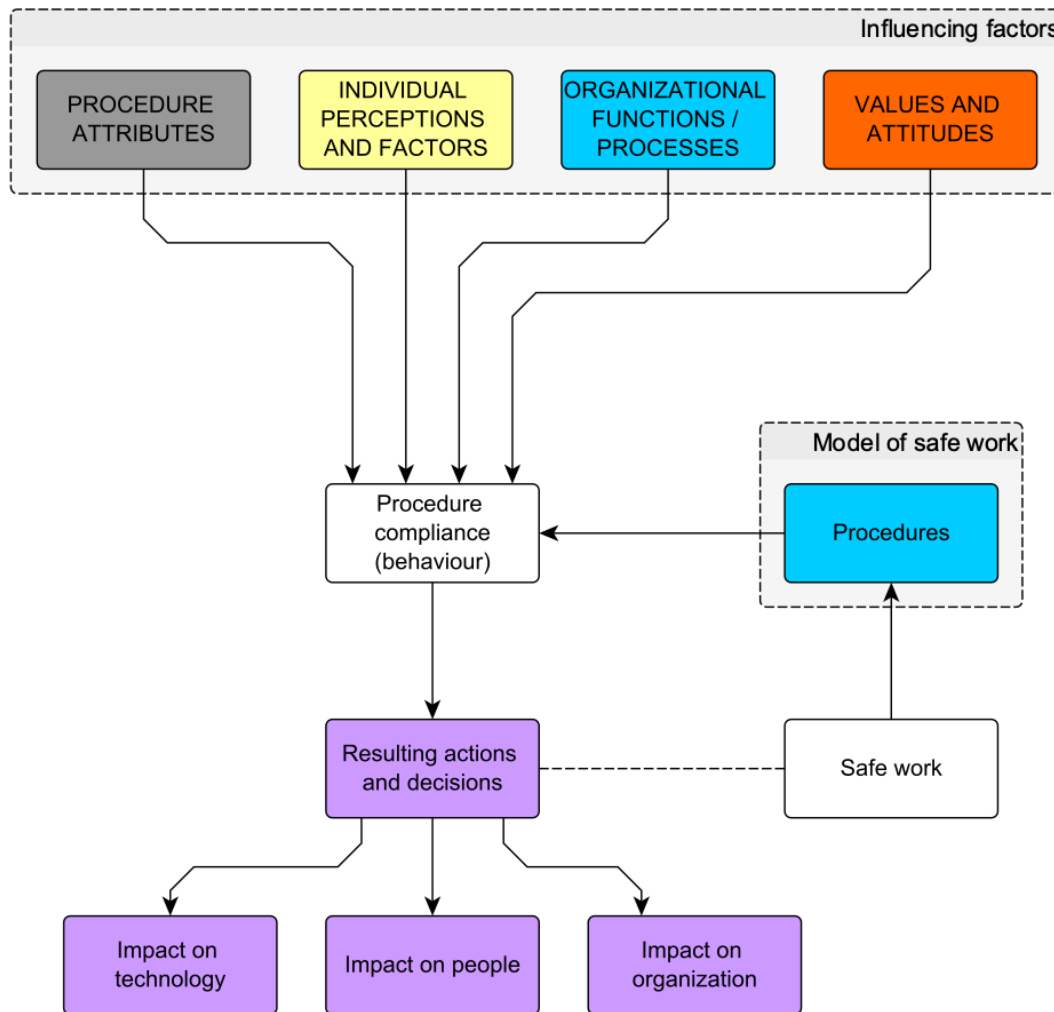 Influencing factors
PROCEDURE
ATTRIBUTES
INDIVIDUAL
PERCEPTIONS
AND FACTORS
ORGANIZATIONAL
FUNCTIONS /
PROCESSES
VALUES AND
ATTITUDES
Model of safe work
Procedure
compliance
(behaviour)
Procedures
Resulting actions
and decisions
Safe work
Impact on
technology
Impact on people
Impact on
organization